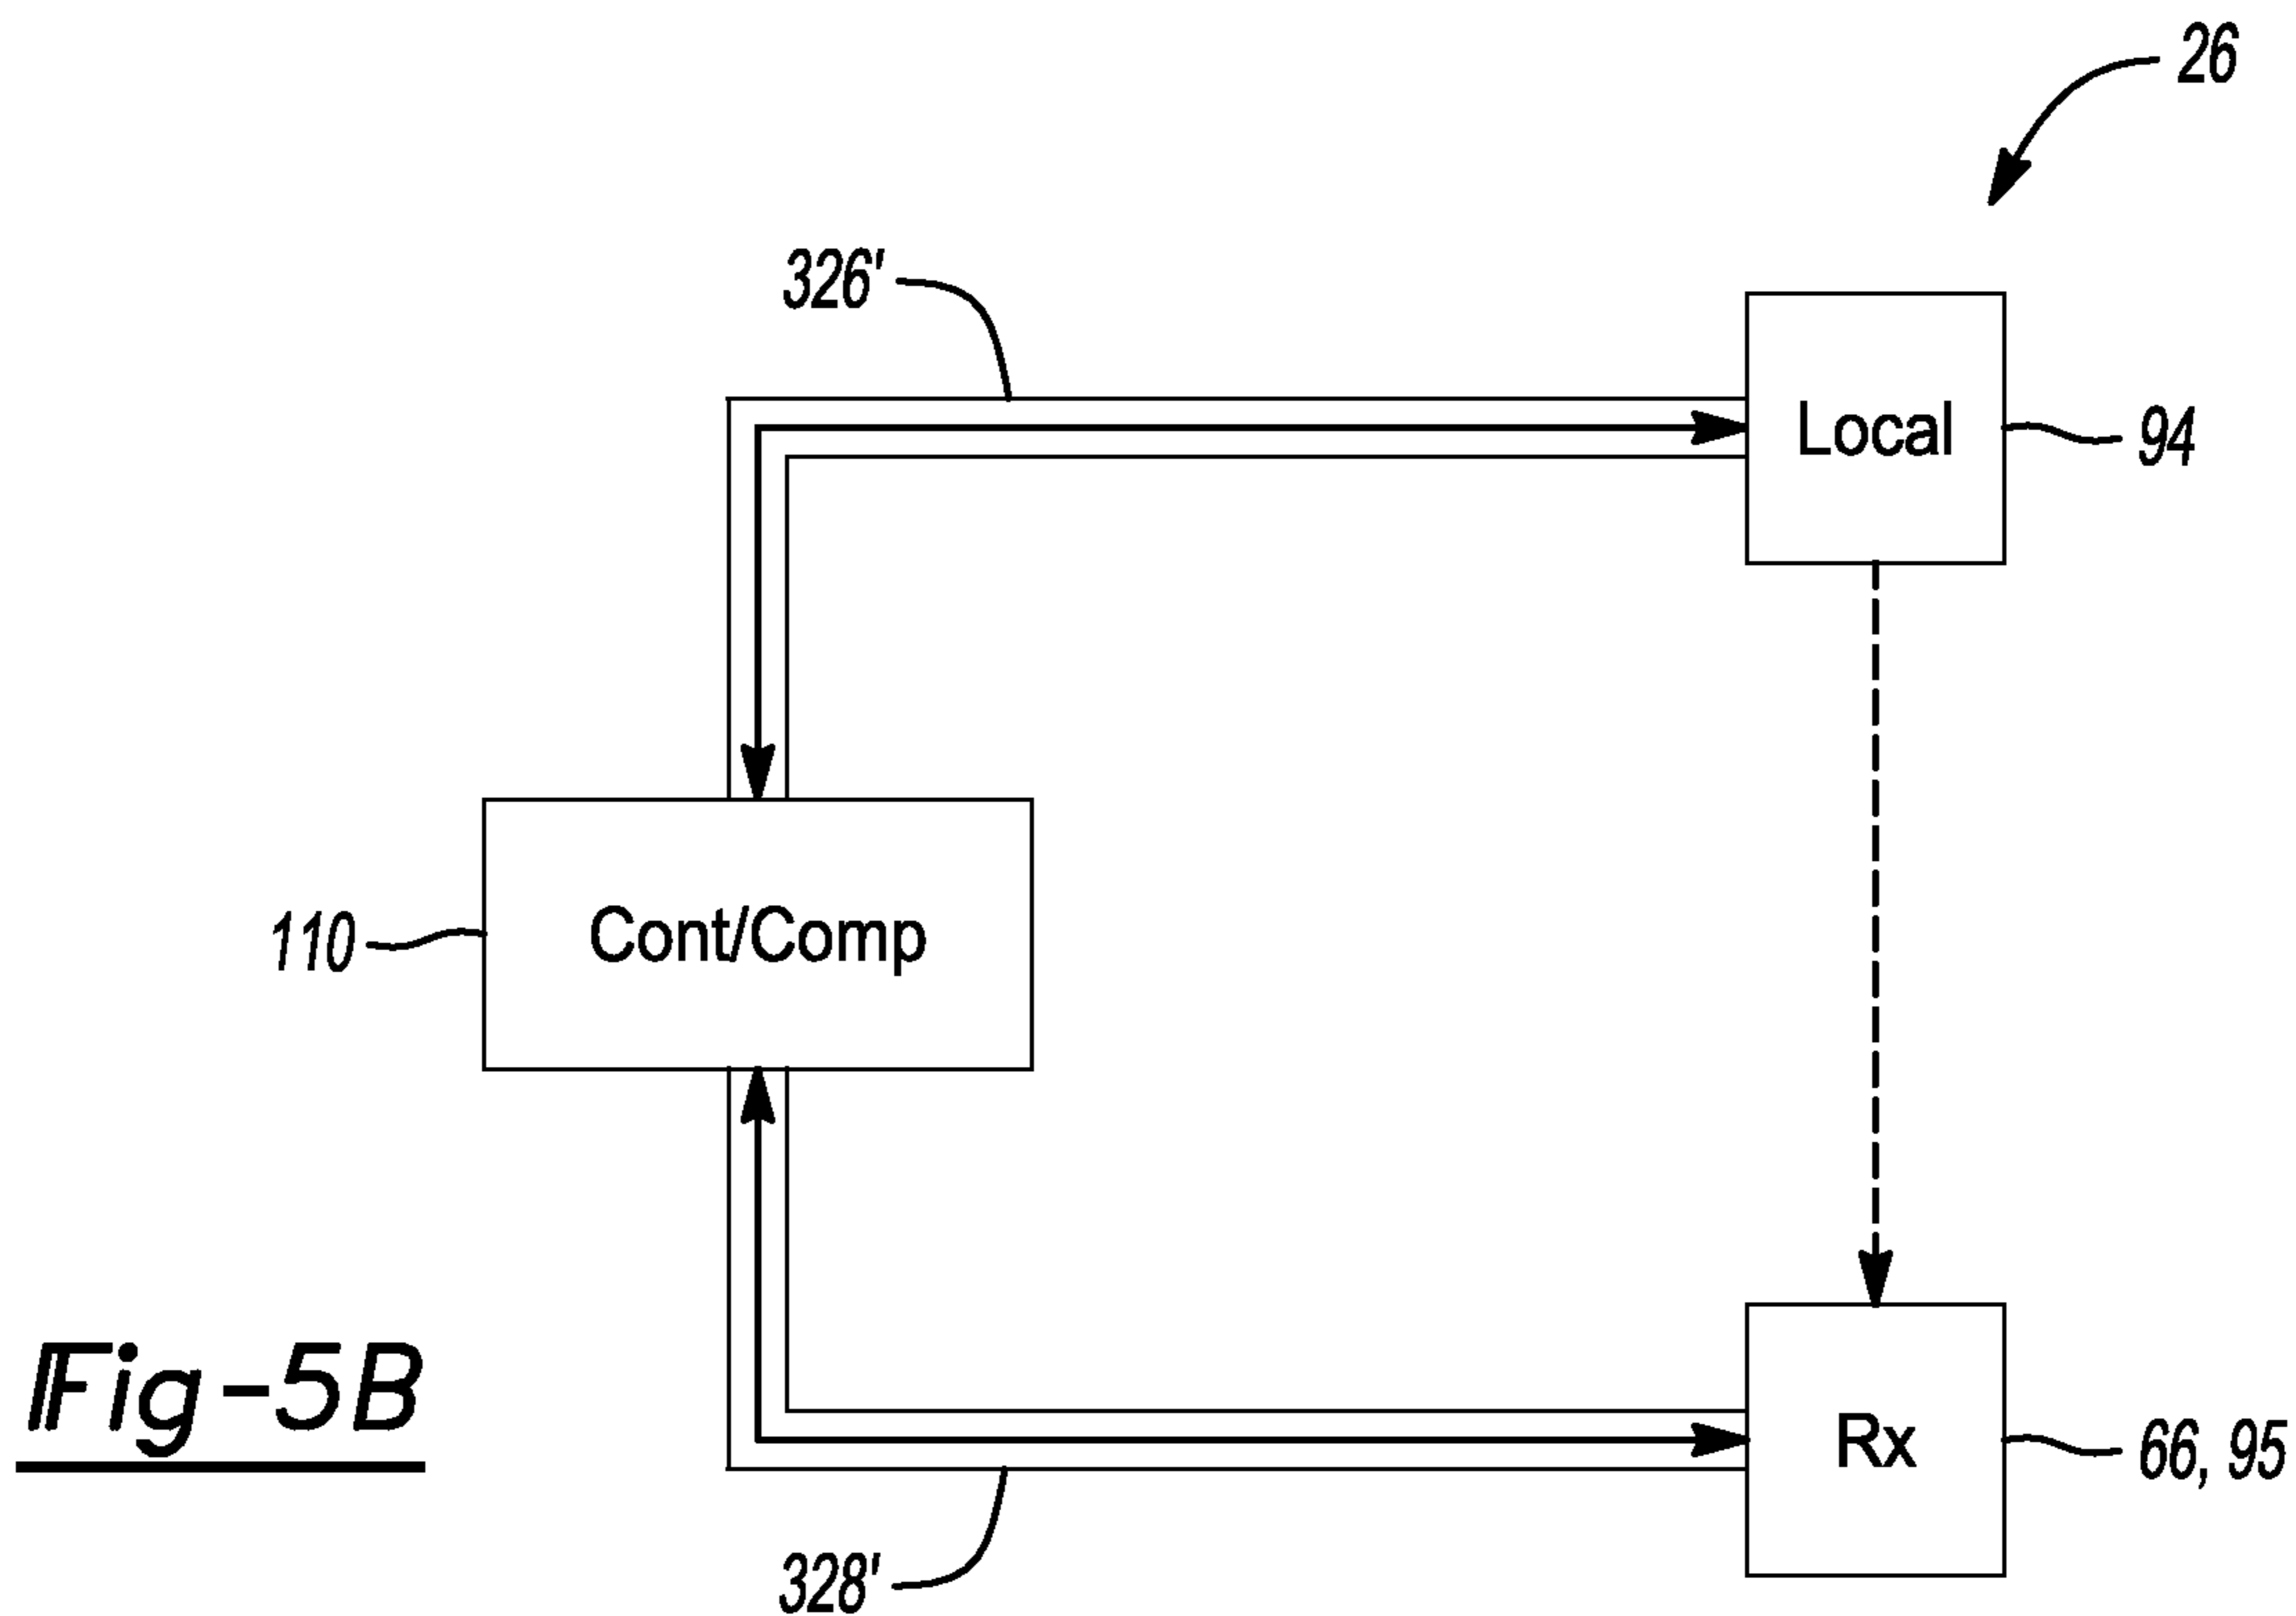 26
326'
Local
94
110
Cont/Comp
Fig-5B
Rx
66, 95
328'